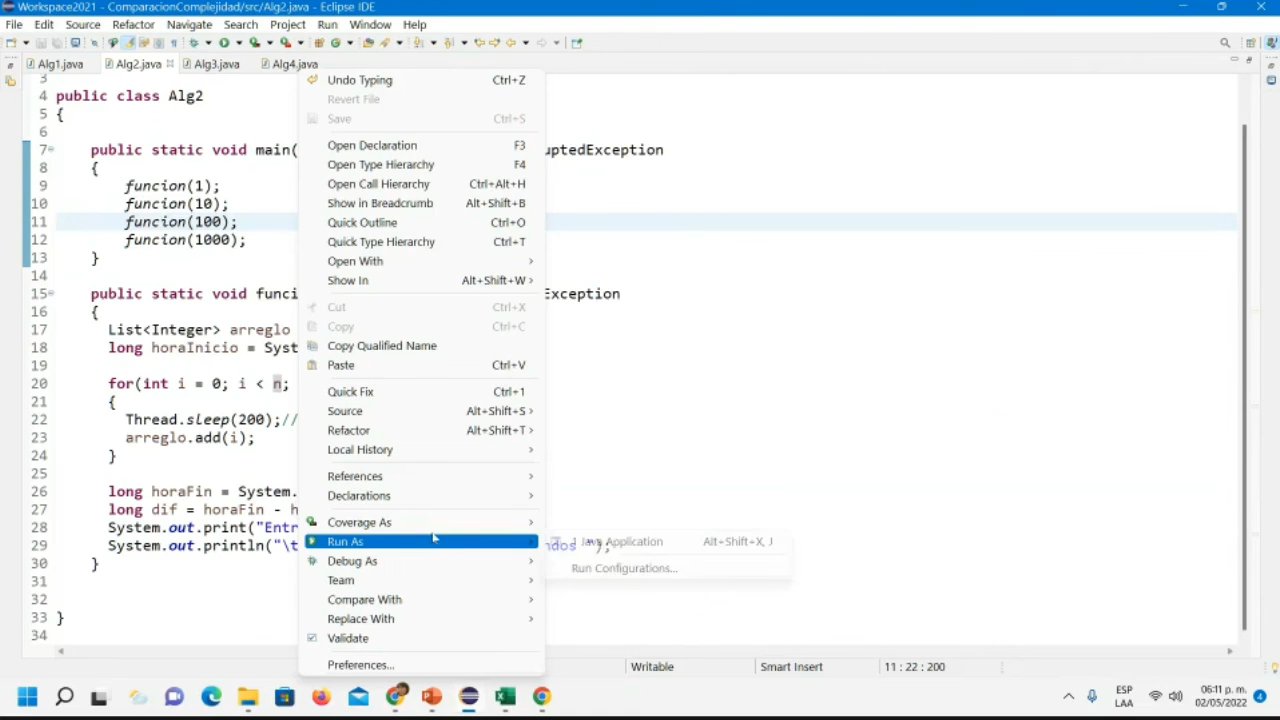 Workspace2021 - ComparacionComplejidad/src/Alg2.java - Eclipse IDE
File Edit Source Refactor Navigate Search Project Run Window Help
Alg1.java Alg2.java Alg3.java Alg4.java
3
4 public class Alg2
5 {
6
7 public static void main( uptedException
8 {
9 funcion(1);
10 funcion(10);
11 funcion(100);
12 funcion(1000);
13 }
14
15 public static void funci Exception
16 {
17 List<Integer> arreglo
18 long horaInicio = Syst
19
20 for(int i = 0; i < n;
21 {
22 Thread.sleep(200);//
23 arreglo.add(i);
24 }
25
26 long horaFin = System.
27 long dif = horaFin - h
28 System.out.print("Entr
29 System.out.println("\t ndos ");
30 }
31
32
33 }
34
Undo Typing Ctrl+Z
Revert File
Save Ctrl+S
Open Declaration F3
Open Type Hierarchy F4
Open Call Hierarchy Ctrl+Alt+H
Show in Breadcrumb Alt+Shift+B
Quick Outline Ctrl+O
Quick Type Hierarchy Ctrl+T
Open With
Show In Alt+Shift+W
Cut Ctrl+X
Copy Ctrl+C
Copy Qualified Name
Paste Ctrl+V
Quick Fix Ctrl+1
Source Alt+Shift+S
Refactor Alt+Shift+T
Local History
References
Declarations
Coverage As
Run As
Debug As
Team
Compare With
Replace With
Validate
Preferences...
1 Java Application Alt+Shift+X, J
Run Configurations...
Writable Smart Insert 11 : 22 : 200
ESP
LAA
06:11 p. m.
02/05/2022
4